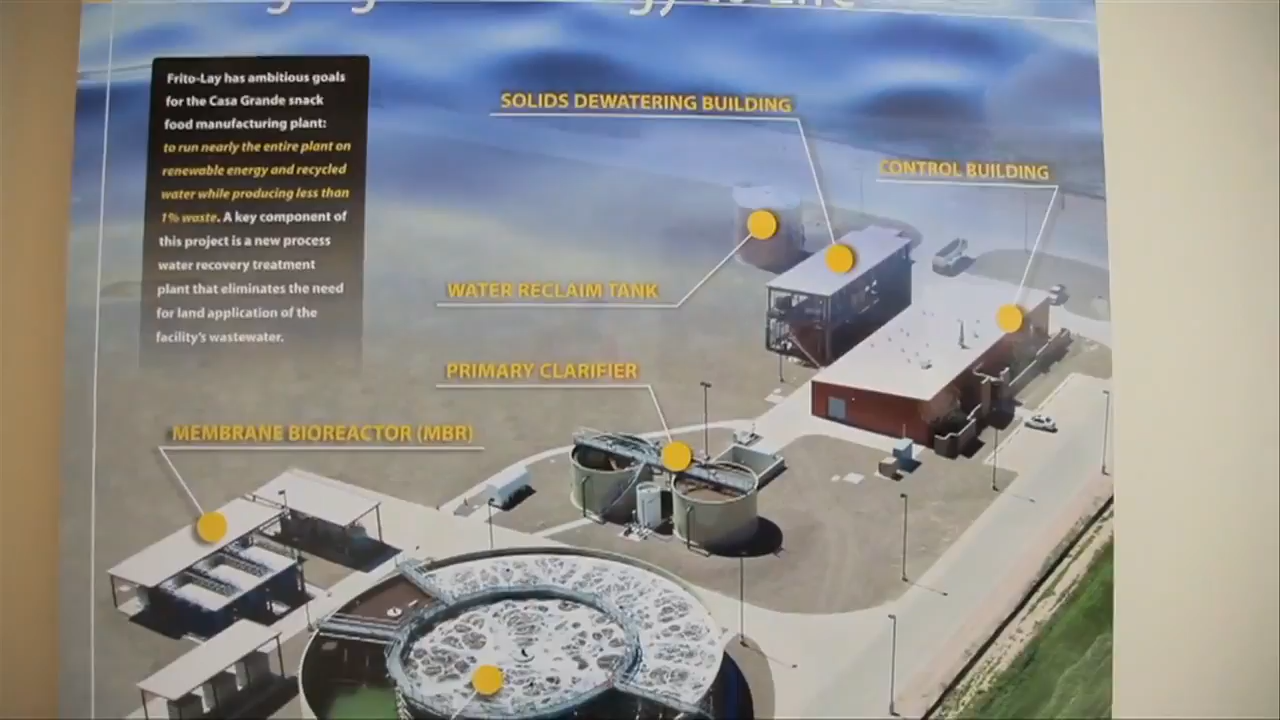 to Life
Frito-Lay has ambitious goals
for the Casa Grande snack
food manufacturing plant:
to run nearly the entire plant on
renewable energy and recycled
water while producing less than
1% waste. A key component of
this project is a new process
water recovery treatment
plant that eliminates the need
for land application of the
facility's wastewater.
SOLIDS DEWATERING BUILDING
CONTROL BUILDING
WATER RECLAIM TANK
PRIMARY CLARIFIER
MEMBRANE BIOREACTOR (MBR)